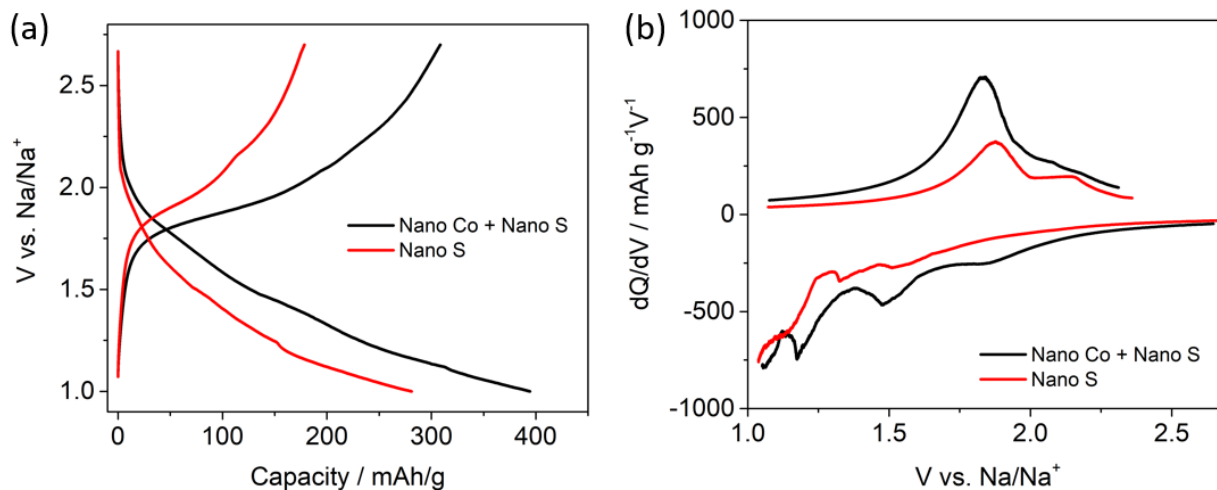 (a)
V vs. Na/Na⁺
2.5
2.0
1.5
1.0
0
100
200
300
400
Capacity / mAh/g
Nano Co + Nano S
Nano S
(b)
dQ/dV / mAh g⁻¹V⁻¹
1000
500
0
-500
-1000
1.0
1.5
2.0
2.5
V vs. Na/Na⁺
Nano Co + Nano S
Nano S